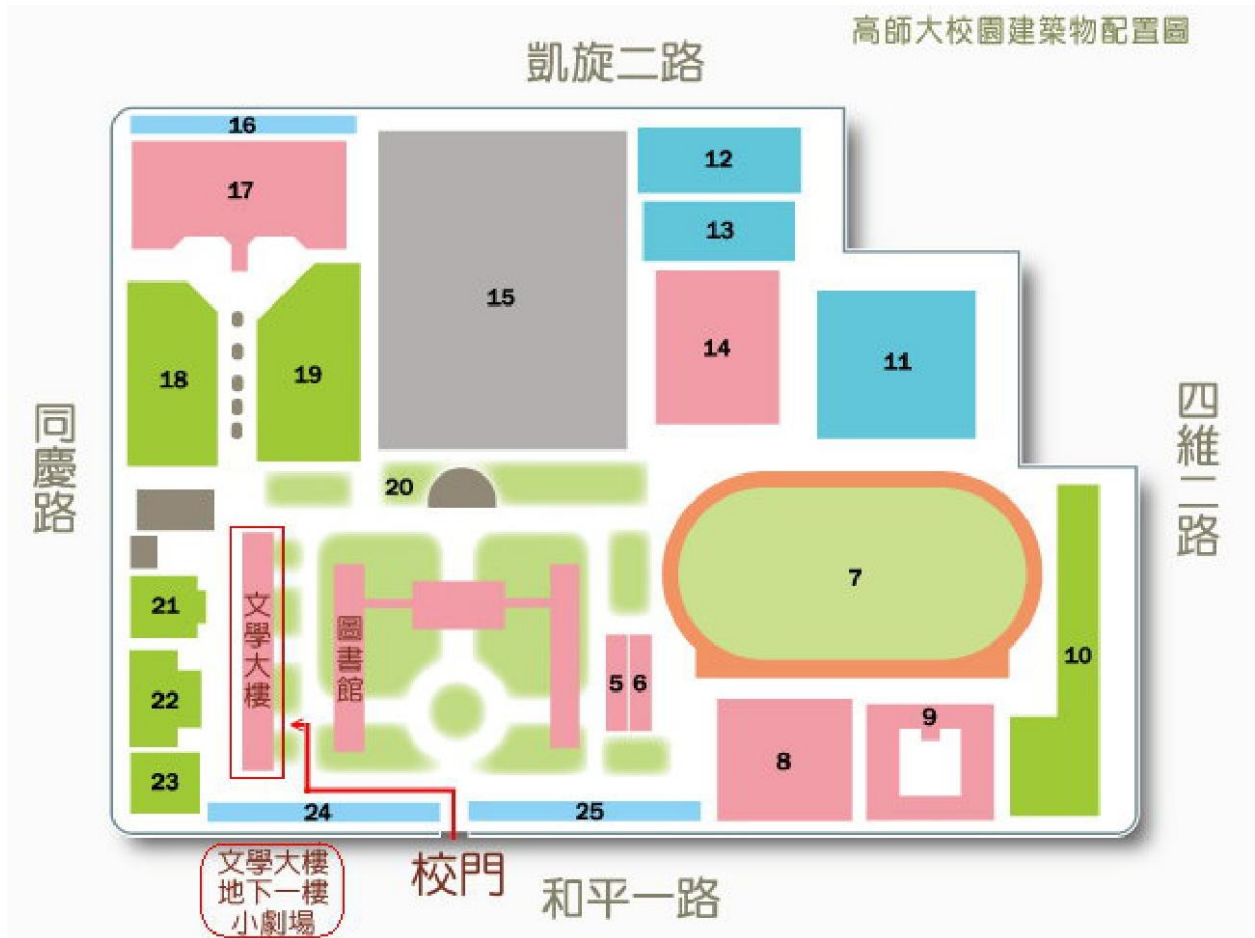 高師大校園建築物配置圖
凱旋二路
16
12
17
13
15
14
11
18
19
四維二路
同慶路
20
7
21
文學大樓
圖書館
10
5 6
22
9
8
23
24
25
文學大樓
地下一樓
小劇場
校門
和平一路